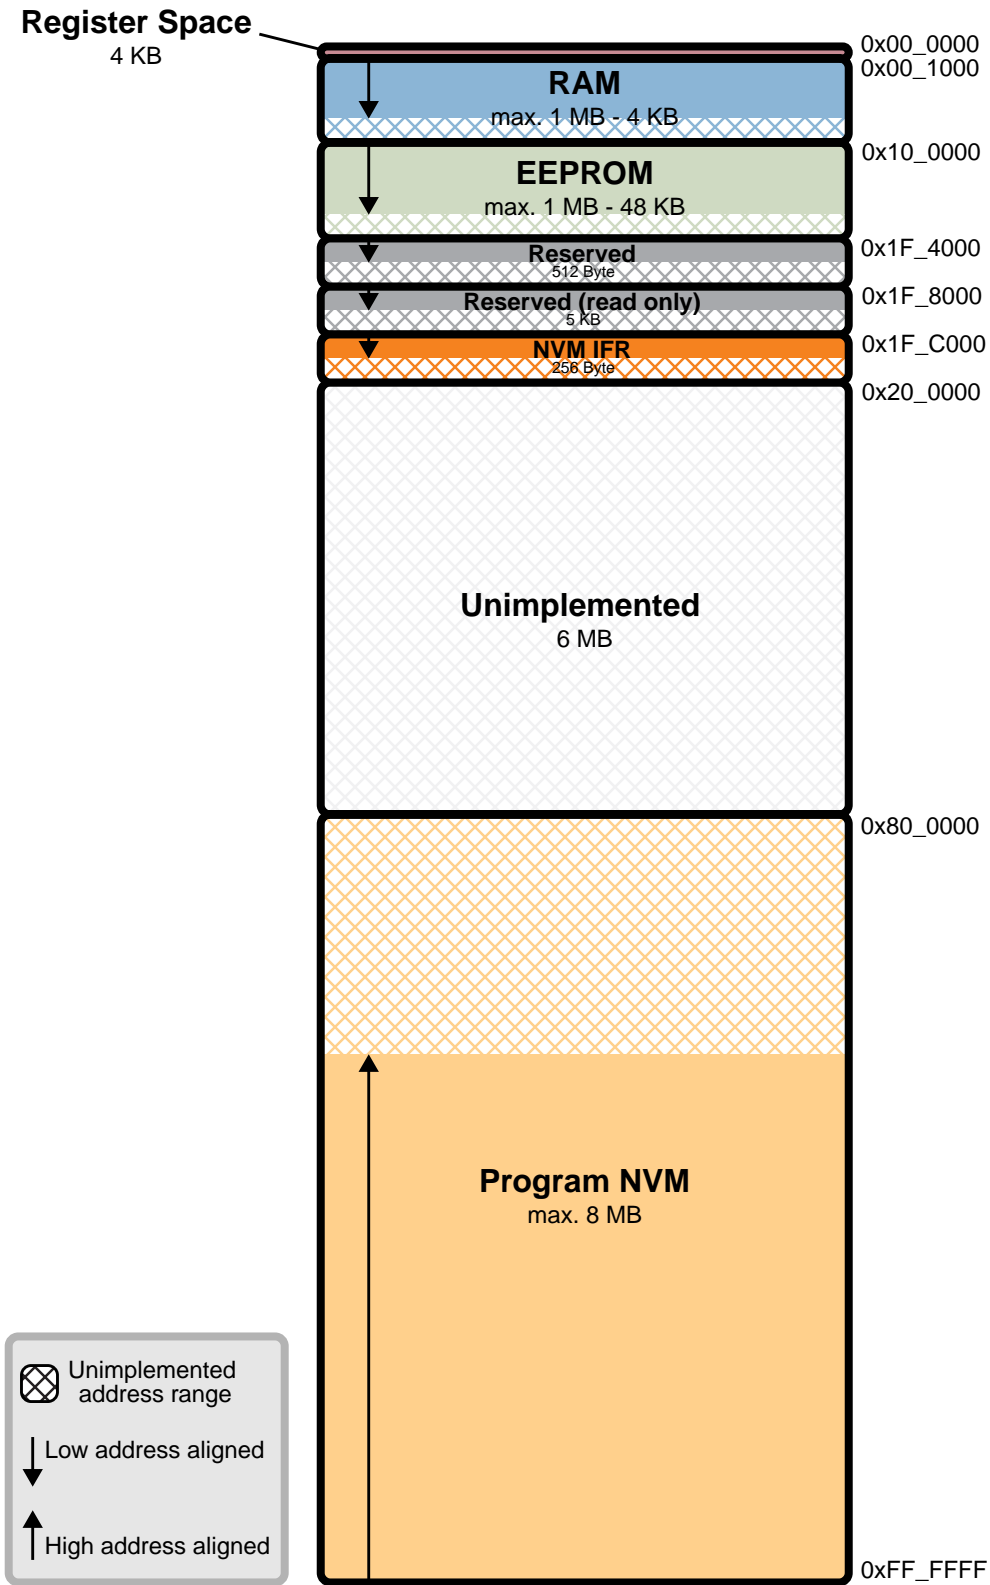 Register Space
4 KB
0x00_0000
0x00_1000
RAM
max. 1 MB - 4 KB
0x10_0000
EEPROM
max. 1 MB - 48 KB
0x1F_4000
Reserved
512 Byte
0x1F_8000
Reserved (read only)
5 KB
0x1F_C000
NVM IFR
256 Byte
0x20_0000
Unimplemented
6 MB
0x80_0000
Program NVM
max. 8 MB
Unimplemented
address range
Low address aligned
High address aligned
0xFF_FFFF